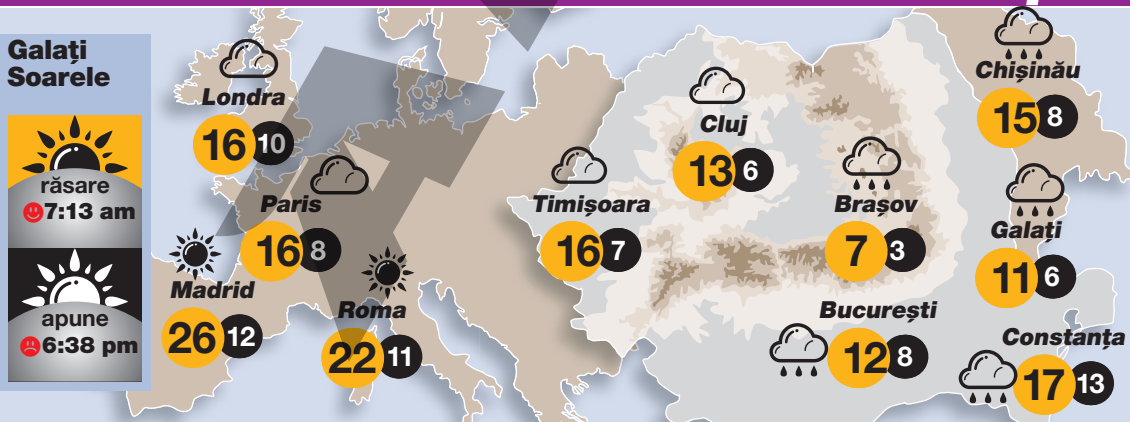 Galați
Soarele
răsare
7:13 am
apune
6:38 pm
Londra
16 10
Paris
16 8
Madrid
26 12
Roma
22 11
Timișoara
16 7
Cluj
13 6
Brașov
7 3
București
12 8
Chișinău
15 8
Galați
11 6
Constanța
17 13